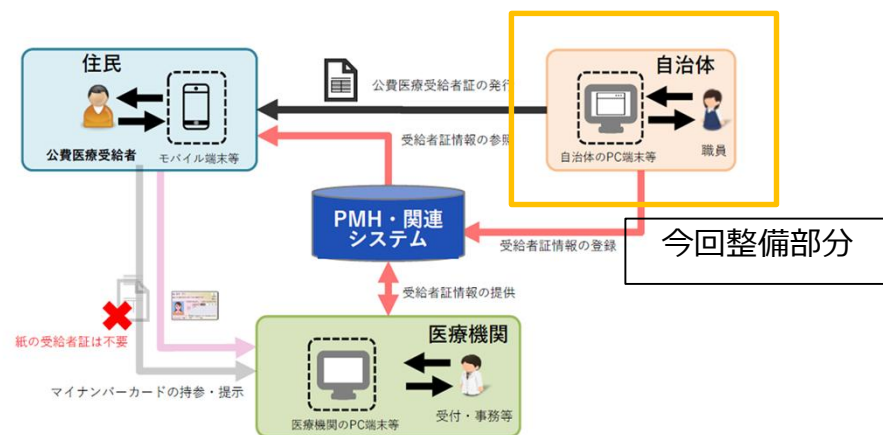 住民
公費医療受給者
モバイル端末等
公費医療受給者証の発行
受給者証情報の参照
自治体
自治体のPC端末等
職員
PMH・関連
システム
受給者証情報の登録
今回整備部分
受給者証情報の提供
紙の受給者証は不要
マイナンバーカードの持参・提示
医療機関
医療機関のPC端末等
受付・事務等